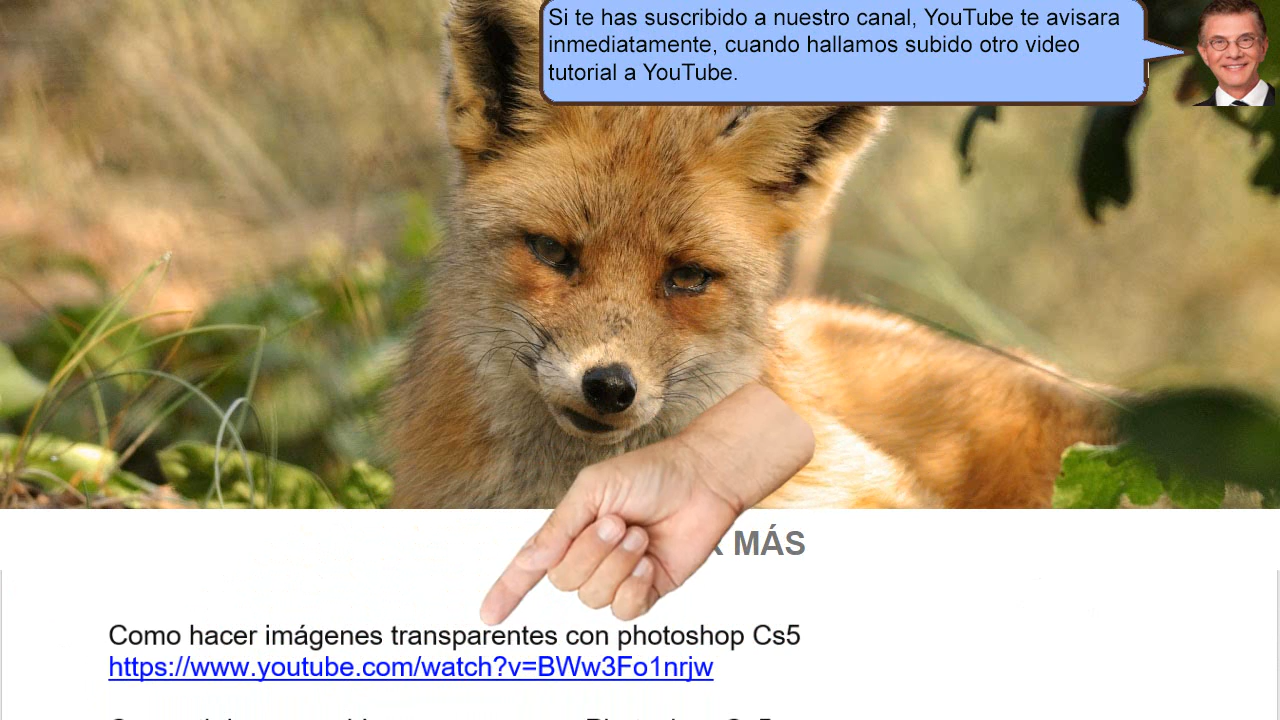 Si te has suscribido a nuestro canal, YouTube te avisara
inmediatamente, cuando hallamos subido otro video
tutorial a YouTube.
MÁS
Como hacer imágenes transparentes con photoshop Cs5
https://www.youtube.com/watch?v=BWw3Fo1nrjw